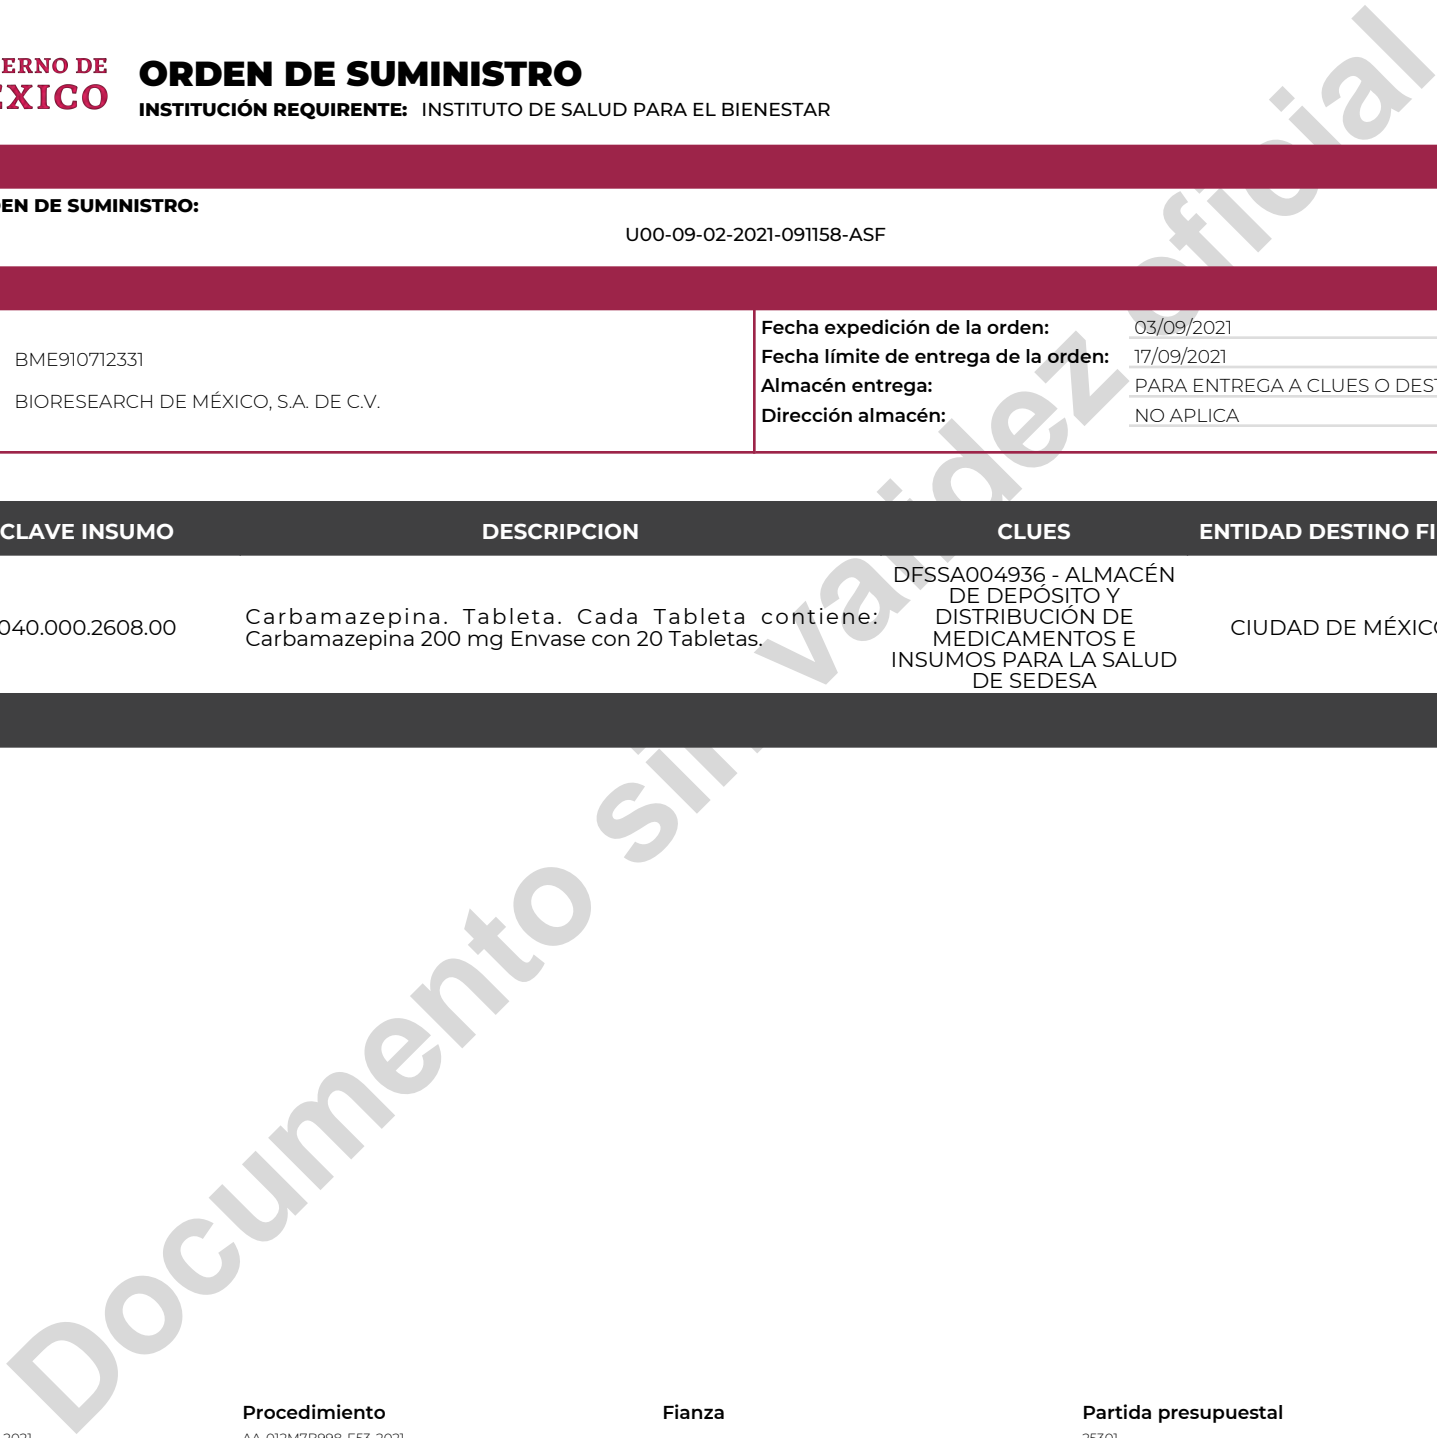 ORDEN DE SUMINISTRO
INSTITUCIÓN REQUIRENTE: INSTITUTO DE SALUD PARA EL BIENESTAR
ERNO DE
EXICO
EN DE SUMINISTRO:
U00-09-02-2021-091158-ASF
BME910712331
BIORESEARCH DE MÉXICO, S.A. DE C.V.
Fecha expedición de la orden: 03/09/2021
Fecha límite de entrega de la orden: 17/09/2021
Almacén entrega: PARA ENTREGA A CLUES O DEST
Dirección almacén: NO APLICA
CLAVE INSUMO DESCRIPCION CLUES ENTIDAD DESTINO FI
040.000.2608.00
Carbamazepina. Tableta. Cada Tableta contiene:
Carbamazepina 200 mg Envase con 20 Tabletas.
DFSSA004936 - ALMACÉN
DE DEPÓSITO Y
DISTRIBUCIÓN DE
MEDICAMENTOS E
INSUMOS PARA LA SALUD
DE SEDESA
CIUDAD DE MÉXICO
Documento sin validez oficial
Procedimiento Fianza Partida presupuestal